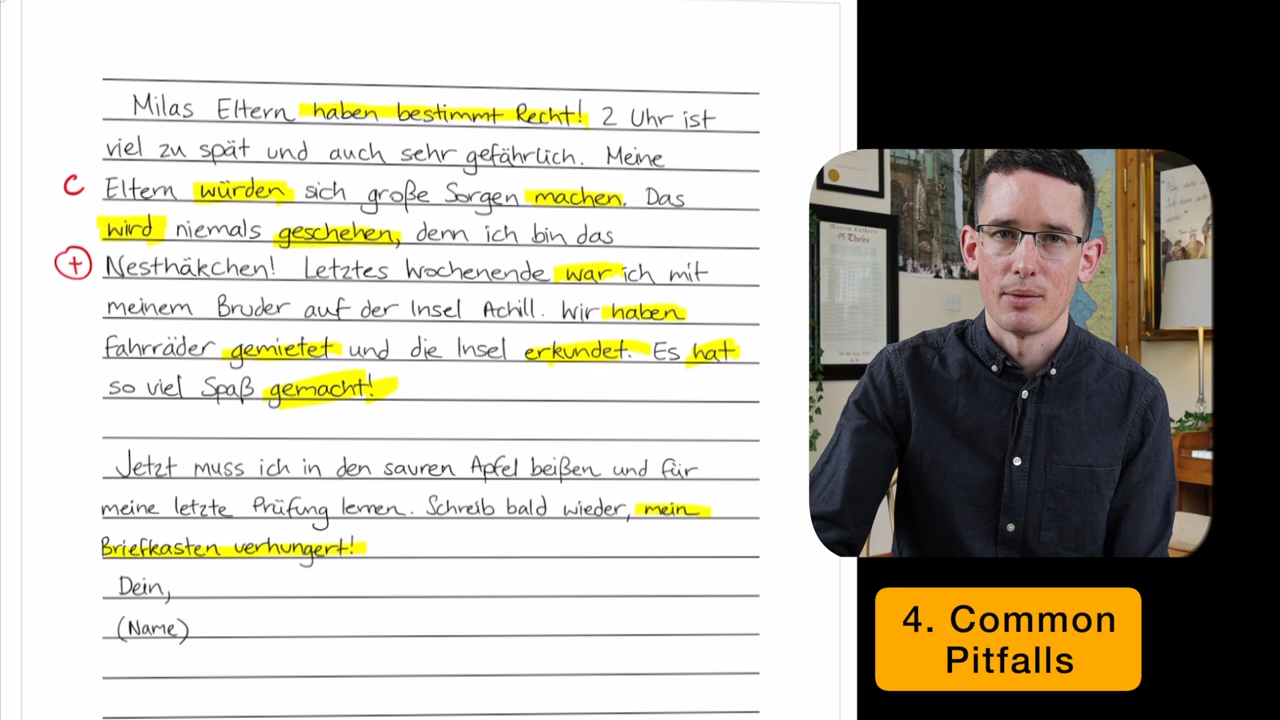 Milas Eltern haben bestimmt Recht! 2 Uhr ist
viel zu spät und auch sehr gefährlich. Meine
C Eltern würden sich große Sorgen machen. Das
wird niemals geschehen, denn ich bin das
+ Nesthäkchen! Letztes Wochenende war ich mit
meinem Bruder auf der Insel Achill. Wir haben
Fahrräder gemietet und die Insel erkundet. Es hat
so viel Spaß gemacht!
Jetzt muss ich in den sauren Apfel beißen und für
meine letzte Prüfung lernen. Schreib bald wieder, mein
Briefkasten verhungert!
Dein,
(Name)
Martin Luther's
95 Theses
4. Common
Pitfalls